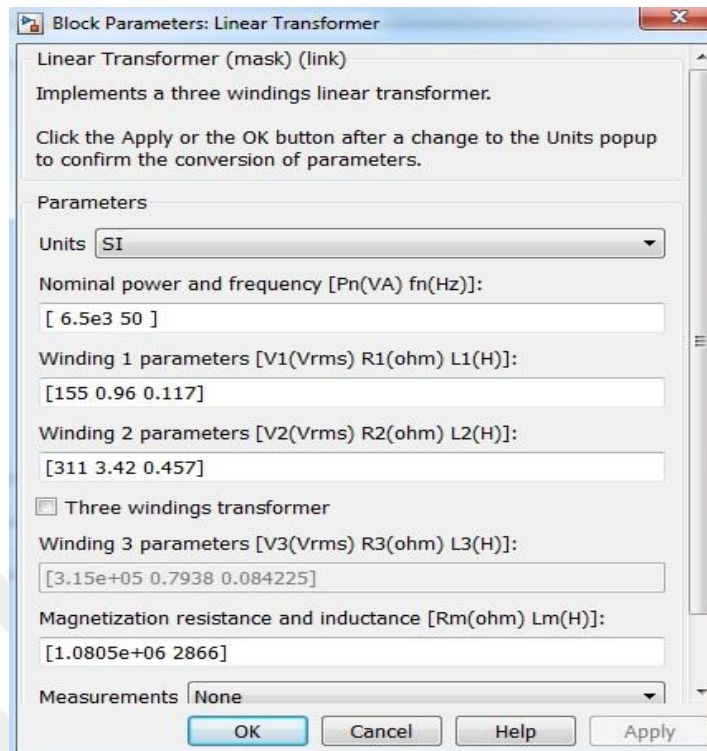 Block Parameters: Linear Transformer
Linear Transformer (mask) (link)
Implements a three windings linear transformer.
Click the Apply or the OK button after a change to the Units popup
to confirm the conversion of parameters.
Parameters
Units SI
Nominal power and frequency [Pn(VA) fn(Hz)]:
[ 6.5e3 50 ]
Winding 1 parameters [V1(Vrms) R1(ohm) L1(H)]:
[155 0.96 0.117]
Winding 2 parameters [V2(Vrms) R2(ohm) L2(H)]:
[311 3.42 0.457]
Three windings transformer
Winding 3 parameters [V3(Vrms) R3(ohm) L3(H)]:
[3.15e+05 0.7938 0.084225]
Magnetization resistance and inductance [Rm(ohm) Lm(H)]:
[1.0805e+06 2866]
Measurements None
OK Cancel Help Apply